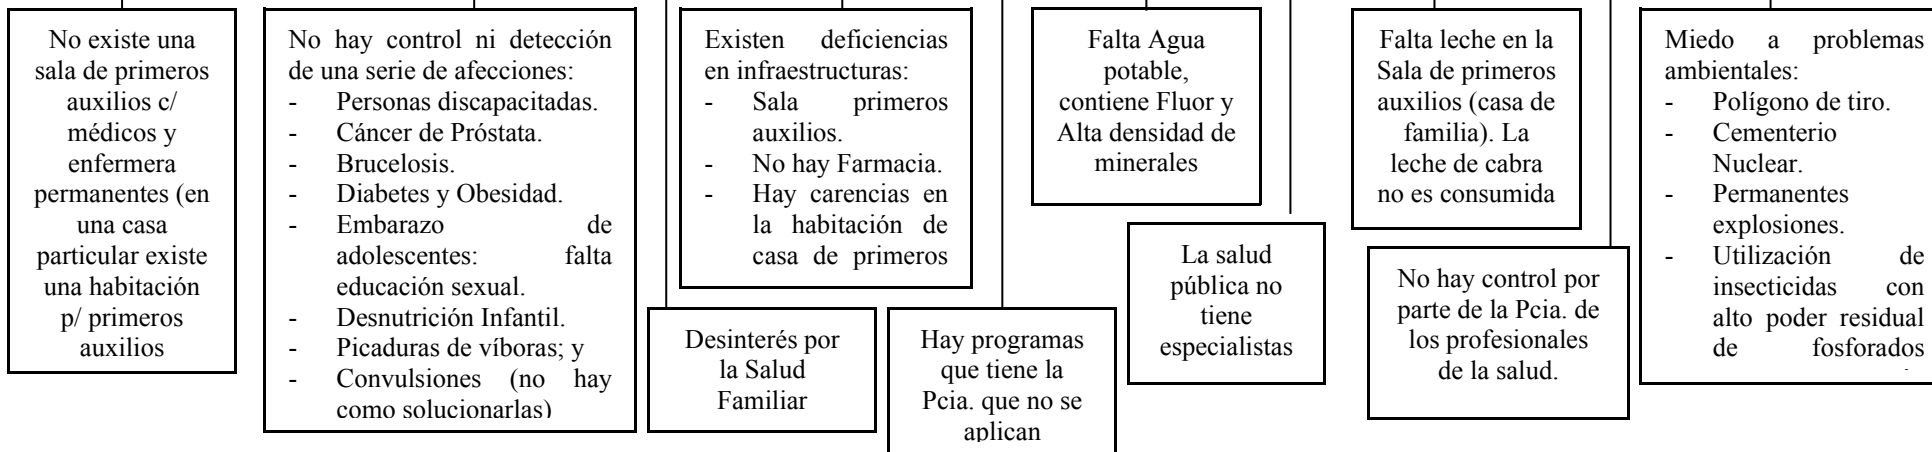 No existe una
sala de primeros
auxilios c/
médicos y
enfermera
permanentes (en
una casa
particular existe
una habitación
p/ primeros
auxilios
No hay control ni detección
de una serie de afecciones:
- Personas discapacitadas.
- Cáncer de Próstata.
- Brucelosis.
- Diabetes y Obesidad.
- Embarazo de
adolescentes: falta
educación sexual.
- Desnutrición Infantil.
- Picaduras de víboras; y
- Convulsiones (no hay
como solucionarlas)
Desinterés por
la Salud
Familiar
Existen deficiencias
en infraestructuras:
- Sala primeros
auxilios.
- No hay Farmacia.
- Hay carencias en
la habitación de
casa de primeros
Hay programas
que tiene la
Pcia. que no se
aplican
Falta Agua
potable,
contiene Fluor y
Alta densidad de
minerales
La salud
pública no
tiene
especialistas
Falta leche en la
Sala de primeros
auxilios (casa de
familia). La
leche de cabra
no es consumida
No hay control por
parte de la Pcia. de
los profesionales
de la salud.
Miedo a problemas
ambientales:
- Polígono de tiro.
- Cementerio
Nuclear.
- Permanentes
explosiones.
- Utilización de
insecticidas con
alto poder residual
de fosforados